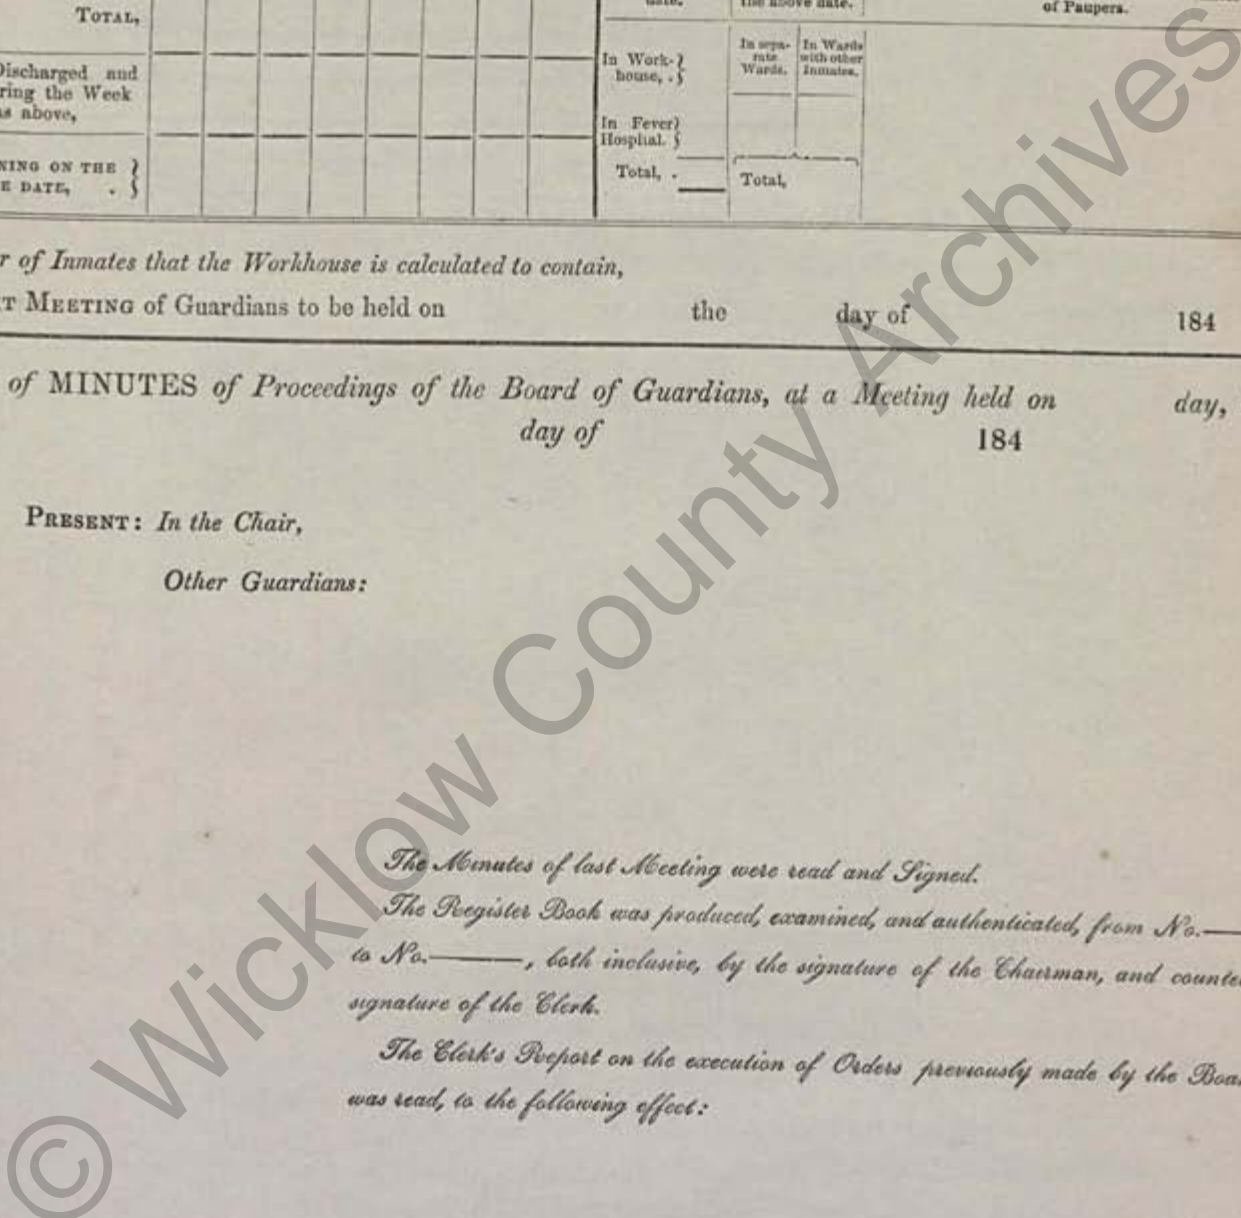 TOTAL,
date.
the above date.
of Paupers.
Discharged and
ring the Week
as above,
In Work-
house, .
In sepa-
rate
Wards.
In Wards
with other
Inmates.
In Fever
Hospital.
Total, .
Total,
NING ON THE
E DATE, .
r of Inmates that the Workhouse is calculated to contain,
T MEETING of Guardians to be held on the day of 184
of MINUTES of Proceedings of the Board of Guardians, at a Meeting held on day,
day of 184
PRESENT: In the Chair,
Other Guardians:
The Minutes of last Meeting were read and Signed.
The Register Book was produced, examined, and authenticated, from No.
to No. , both inclusive, by the signature of the Chairman, and counter
signature of the Clerk.
The Clerk's Report on the execution of Orders previously made by the Boar
was read, to the following effect:
© Wicklow County Archives